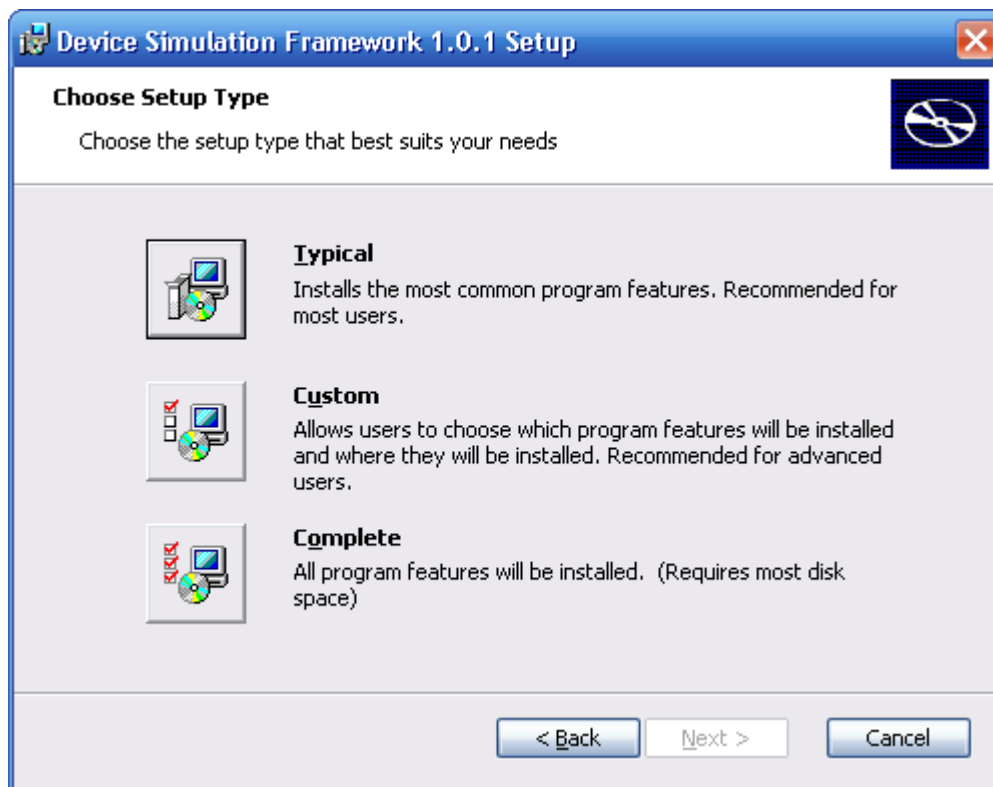 Device Simulation Framework 1.0.1 Setup
Choose Setup Type
Choose the setup type that best suits your needs
Typical
Installs the most common program features. Recommended for
most users.
Custom
Allows users to choose which program features will be installed
and where they will be installed. Recommended for advanced
users.
Complete
All program features will be installed.  (Requires most disk
space)
< Back
Next >
Cancel